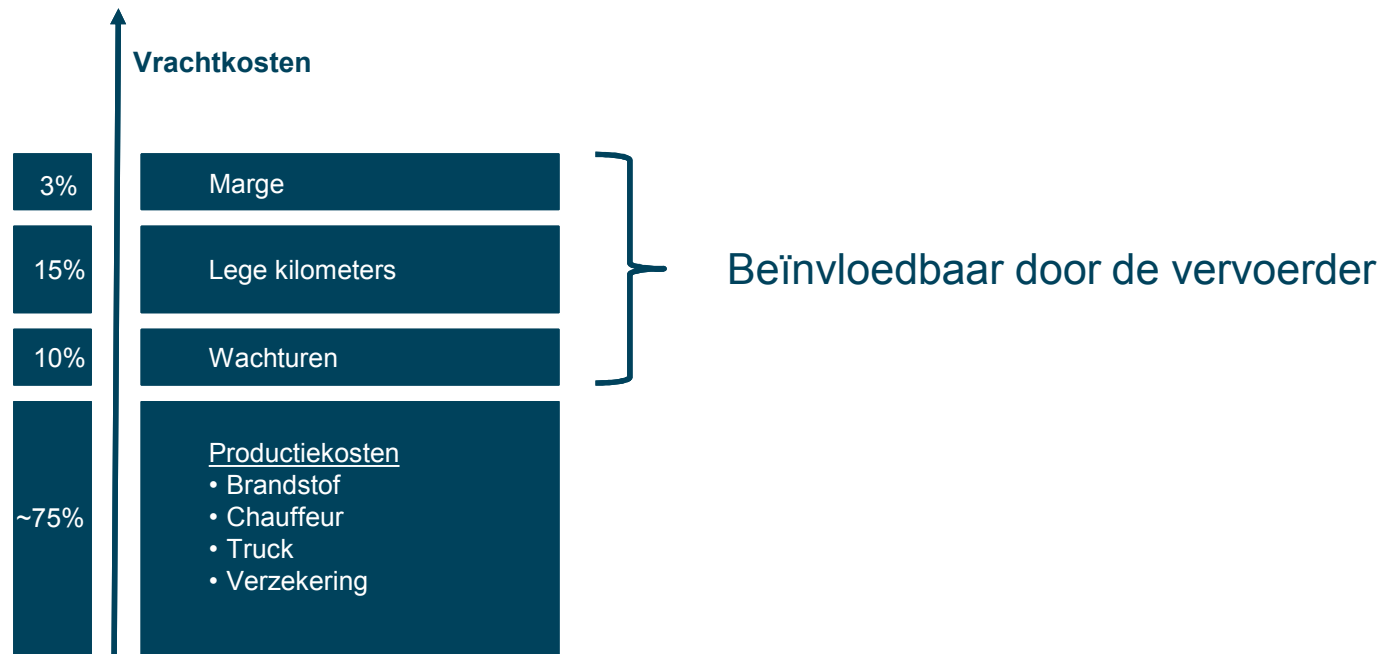 Vrachtkosten
3%
Marge
15%
Lege kilometers
Beïnvloedbaar door de vervoerder
10%
Wachturen
~75%
Productiekosten
• Brandstof
• Chauffeur
• Truck
• Verzekering